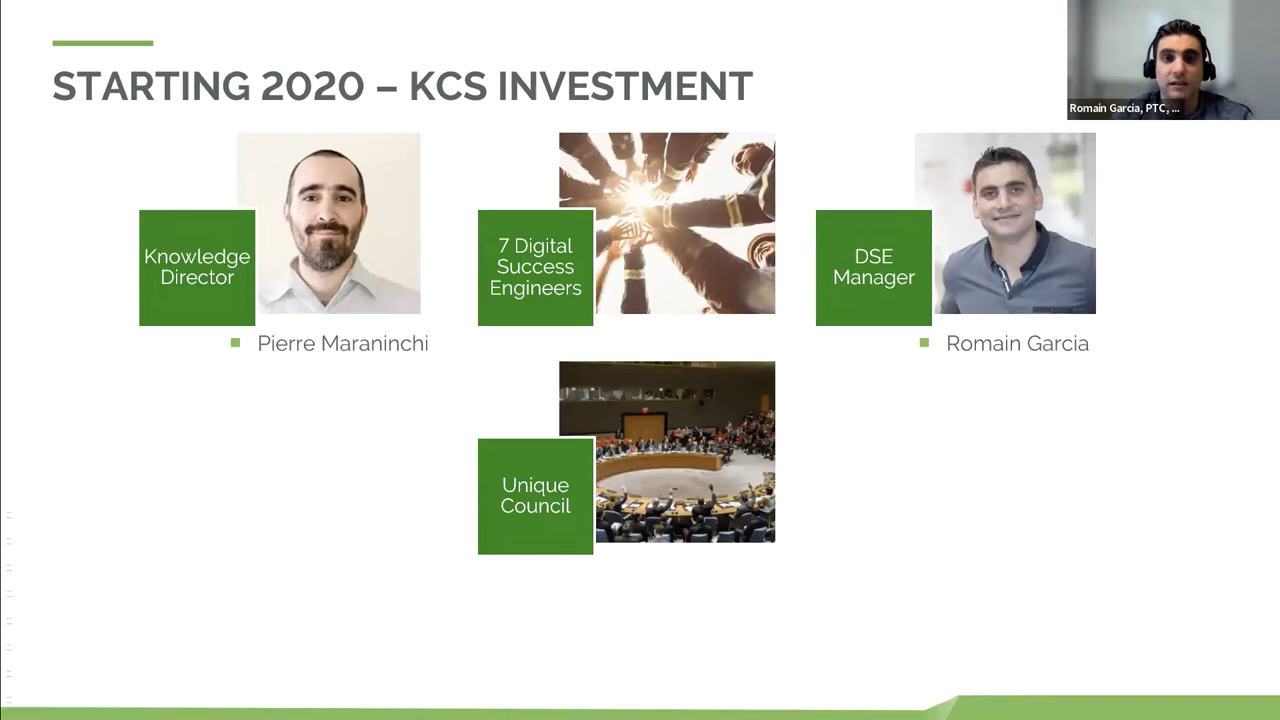 STARTING 2020 – KCS INVESTMENT
Romain Garcia, PTC, ...
Knowledge
Director
Pierre Maraninchi
7 Digital
Success
Engineers
DSE
Manager
Romain Garcia
Unique
Council